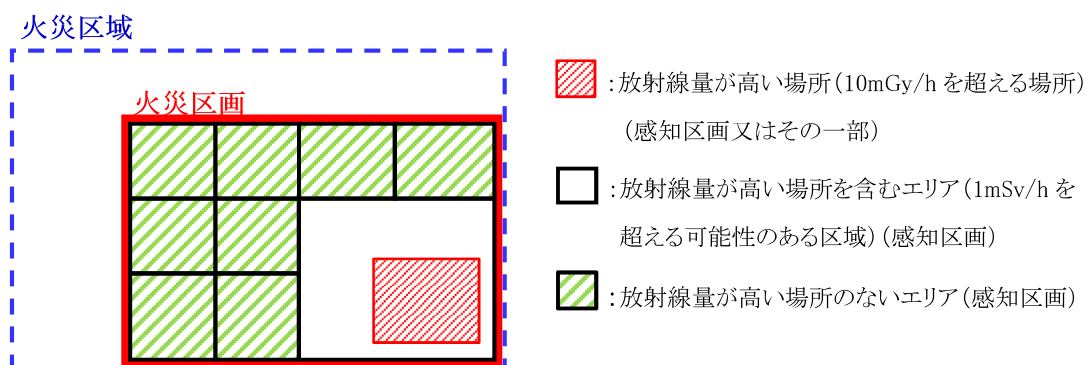 火災区域
火災区画
：放射線量が高い場所（10mGy/h を超える場所）
（感知区画又はその一部）
：放射線量が高い場所を含むエリア（1mSv/h を
超える可能性のある区域）（感知区画）
：放射線量が高い場所のないエリア（感知区画）